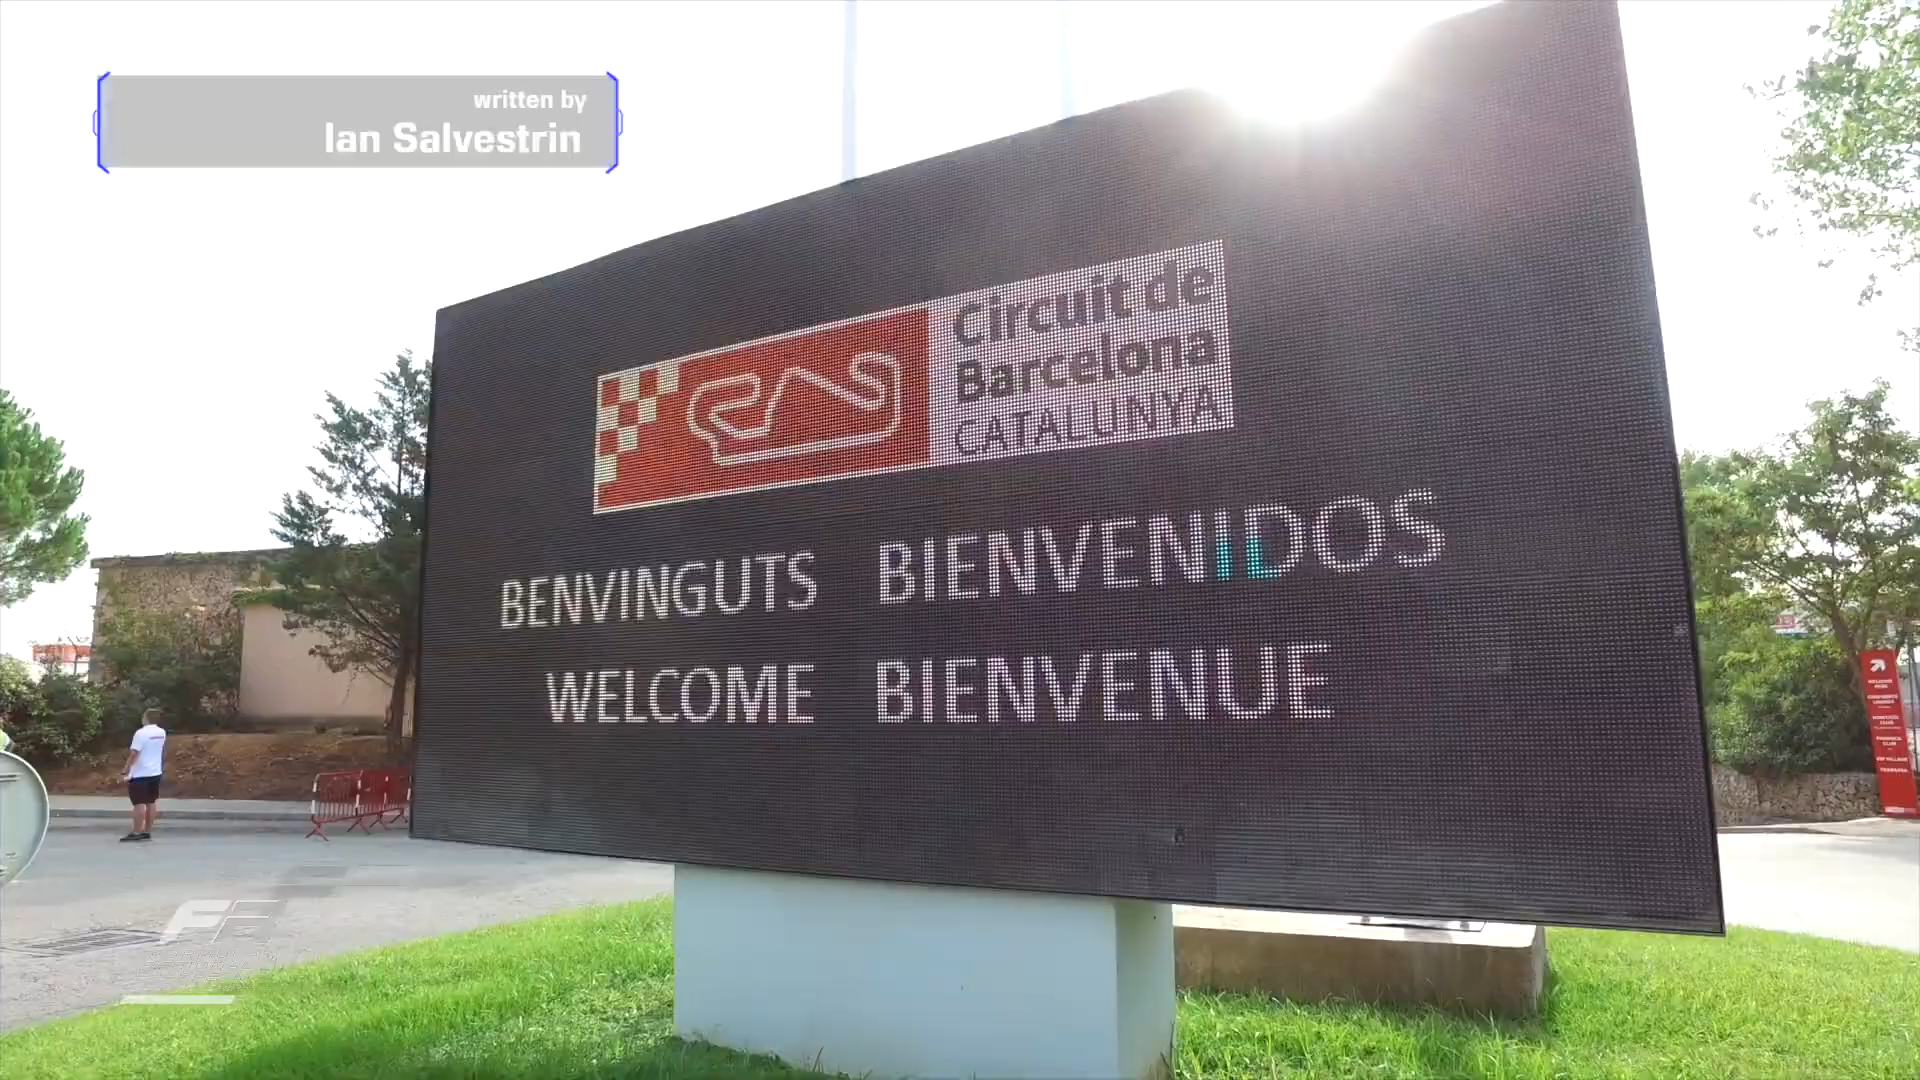 written by
Ian Salvestrin
Circuit de
Barcelona
CATALUNYA
BENVINGUTS BIENVENIDOS
WELCOME BIENVENUE